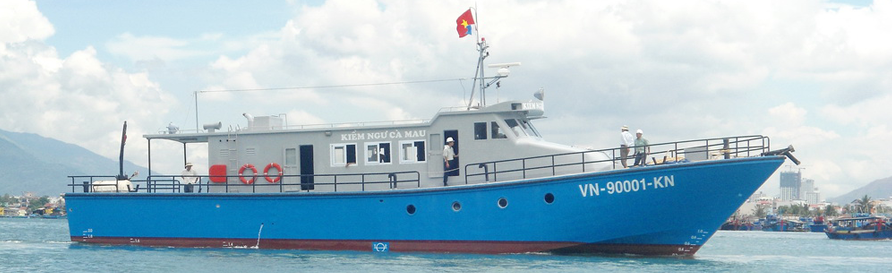 KIỂM NGƯ CÀ MAU
VN-90001-KN